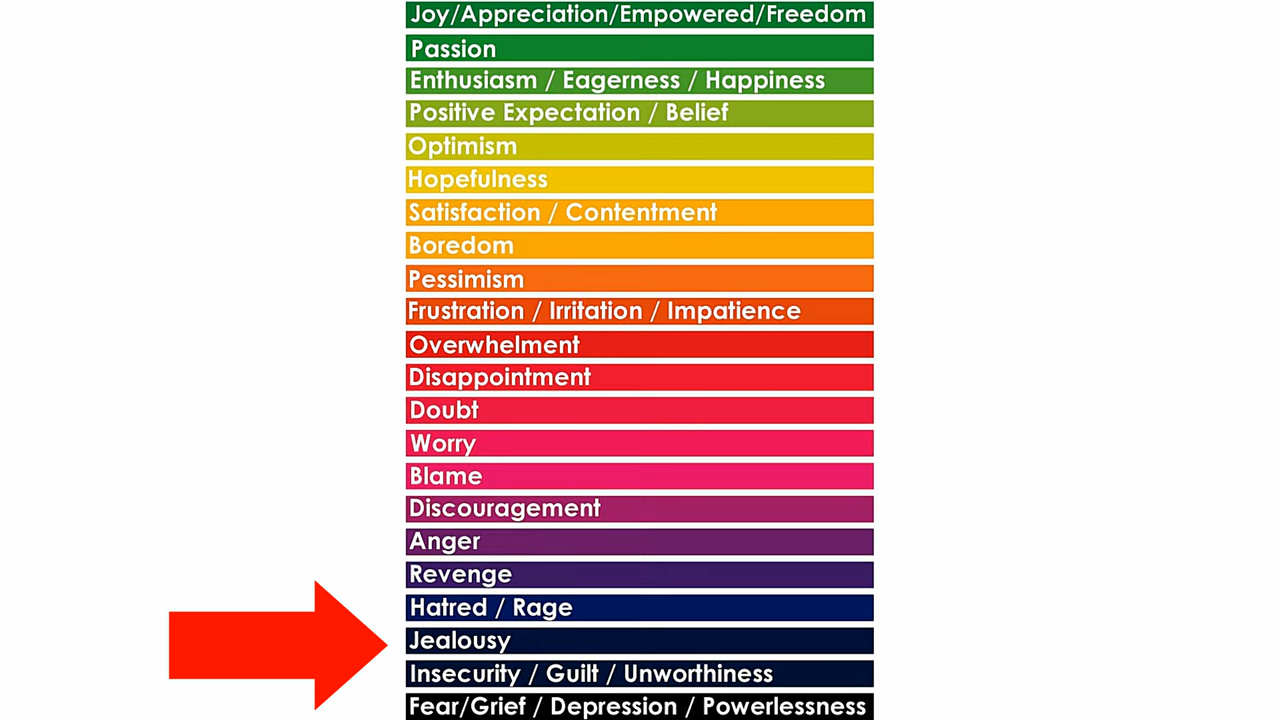 Joy/Appreciation/Empowered/Freedom
Passion
Enthusiasm / Eagerness / Happiness
Positive Expectation / Belief
Optimism
Hopefulness
Satisfaction / Contentment
Boredom
Pessimism
Frustration / Irritation / Impatience
Overwhelment
Disappointment
Doubt
Worry
Blame
Discouragement
Anger
Revenge
Hatred / Rage
Jealousy
Insecurity / Guilt / Unworthiness
Fear/Grief / Depression / Powerlessness